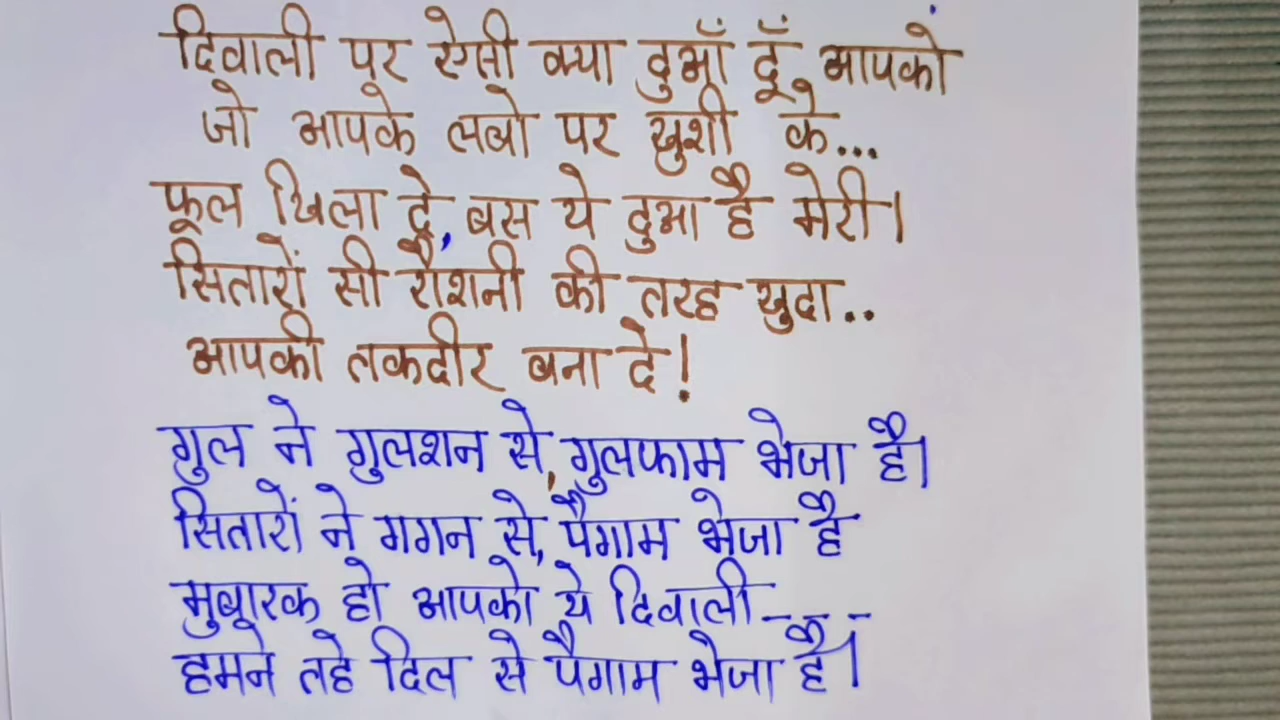 दिवाली पर ऐसी क्या दुआँ दूँ आपको
जो आपके लबो पर खुशी के...
फूल खिला दे, बस ये दुआ है मेरी।
सितारों सी रौशनी की तरह खुदा..
आपकी तकदीर बना दे!
गुल ने गुलशन से, गुलफाम भेजा है।
सितारों ने गगन से, पैगाम भेजा है
मुबारक हो आपको ये दिवाली ----
हमने तहे दिल से पैगाम भेजा है।